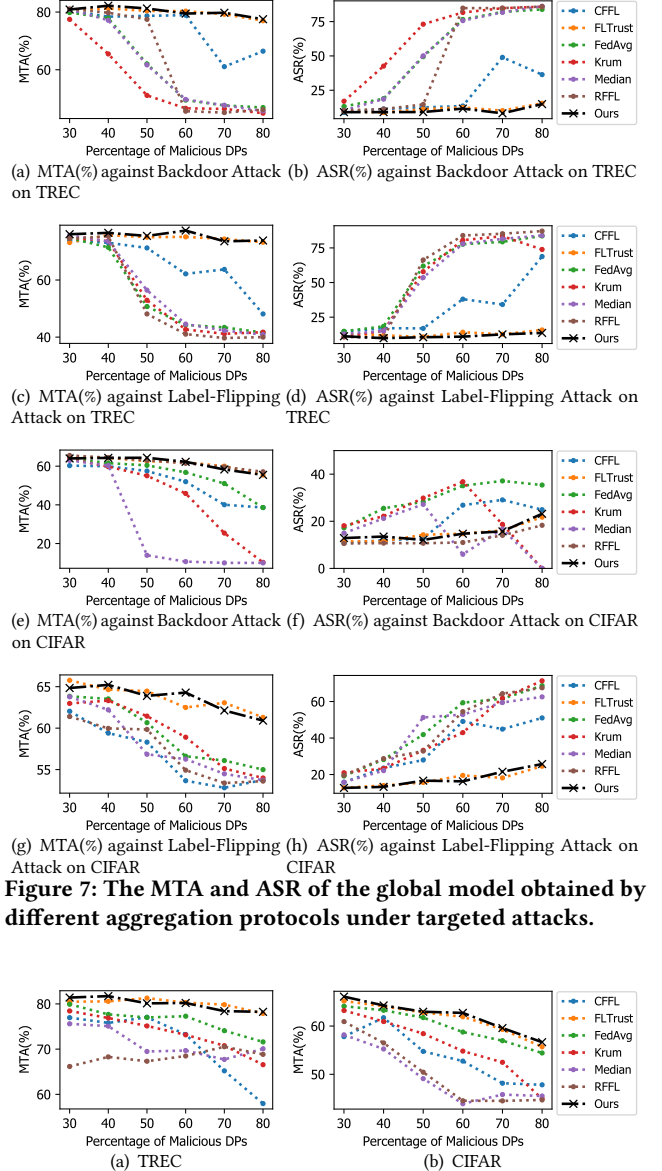 80
60
MTA(%)
30 40 50 60 70 80
Percentage of Malicious DPs
75
50
25
ASR(%)
30 40 50 60 70 80
Percentage of Malicious DPs
CFFL
FLTrust
FedAvg
Krum
Median
RFFL
Ours
(a) MTA(%) against Backdoor Attack
on TREC
(b) ASR(%) against Backdoor Attack on TREC
60
40
MTA(%)
30 40 50 60 70 80
Percentage of Malicious DPs
75
50
25
ASR(%)
30 40 50 60 70 80
Percentage of Malicious DPs
CFFL
FLTrust
FedAvg
Krum
Median
RFFL
Ours
(c) MTA(%) against Label-Flipping
Attack on TREC
(d) ASR(%) against Label-Flipping Attack on
TREC
60
40
20
MTA(%)
30 40 50 60 70 80
Percentage of Malicious DPs
40
20
0
ASR(%)
30 40 50 60 70 80
Percentage of Malicious DPs
CFFL
FLTrust
FedAvg
Krum
Median
RFFL
Ours
(e) MTA(%) against Backdoor Attack
on CIFAR
(f) ASR(%) against Backdoor Attack on CIFAR
65
60
55
MTA(%)
30 40 50 60 70 80
Percentage of Malicious DPs
60
40
20
ASR(%)
30 40 50 60 70 80
Percentage of Malicious DPs
CFFL
FLTrust
FedAvg
Krum
Median
RFFL
Ours
(g) MTA(%) against Label-Flipping
Attack on CIFAR
(h) ASR(%) against Label-Flipping Attack on
CIFAR
Figure 7: The MTA and ASR of the global model obtained by
different aggregation protocols under targeted attacks.
80
70
60
MTA(%)
30 40 50 60 70 80
Percentage of Malicious DPs
(a) TREC
60
50
MTA(%)
30 40 50 60 70 80
Percentage of Malicious DPs
(b) CIFAR
CFFL
FLTrust
FedAvg
Krum
Median
RFFL
Ours